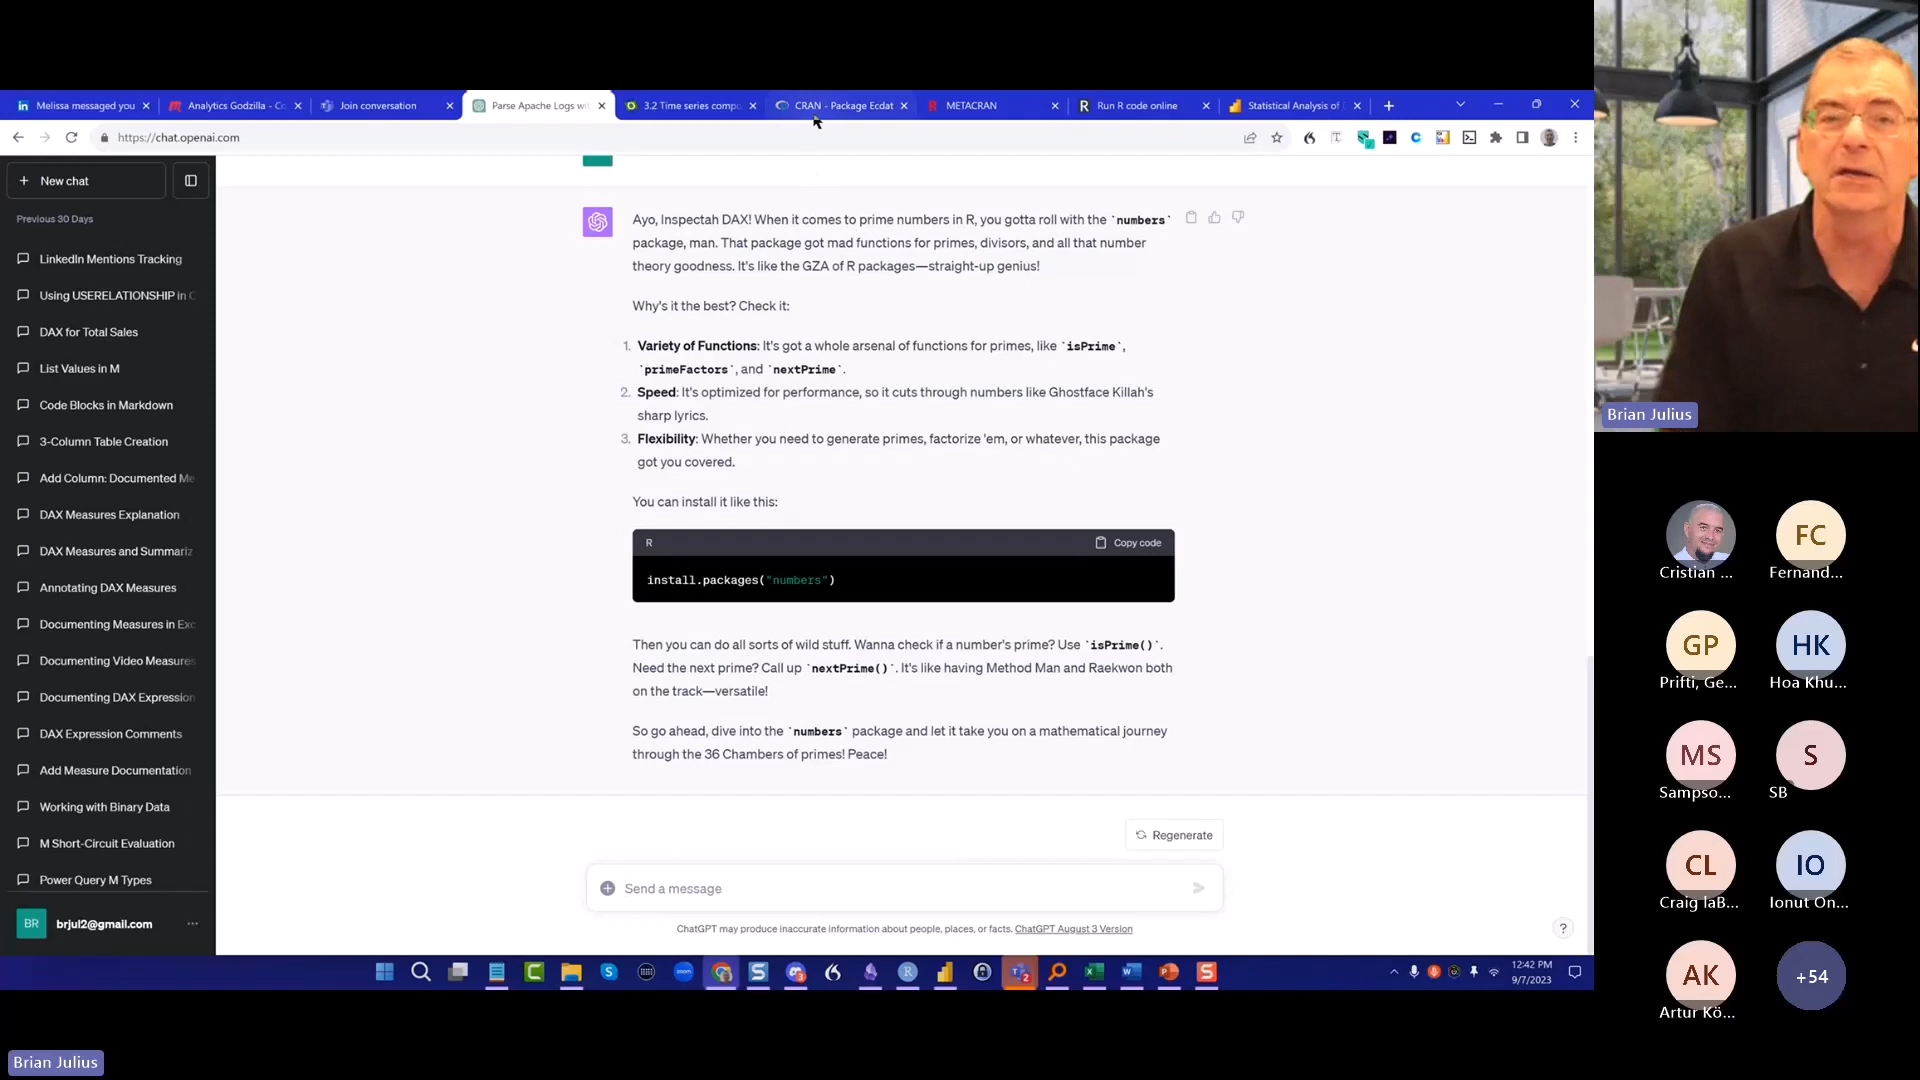 Melissa messaged you
Analytics Godzilla - Co
Join conversation
Parse Apache Logs wi
3.2 Time series compo
CRAN - Package Ecdat
METACRAN
Run R code online
Statistical Analysis of
https://chat.openai.com
New chat
Previous 30 Days
LinkedIn Mentions Tracking
Using USERELATIONSHIP in C
DAX for Total Sales
List Values in M
Code Blocks in Markdown
3-Column Table Creation
Add Column: Documented Me
DAX Measures Explanation
DAX Measures and Summariz
Annotating DAX Measures
Documenting Measures in Exc
Documenting Video Measures
Documenting DAX Expression
DAX Expression Comments
Add Measure Documentation
Working with Binary Data
M Short-Circuit Evaluation
Power Query M Types
BR
brjul2@gmail.com
Ayo, Inspectah DAX! When it comes to prime numbers in R, you gotta roll with the `numbers`
package, man. That package got mad functions for primes, divisors, and all that number
theory goodness. It's like the GZA of R packages—straight-up genius!
Why's it the best? Check it:
1. Variety of Functions: It's got a whole arsenal of functions for primes, like `isPrime`,
`primeFactors`, and `nextPrime`.
2. Speed: It's optimized for performance, so it cuts through numbers like Ghostface Killah's
sharp lyrics.
3. Flexibility: Whether you need to generate primes, factorize 'em, or whatever, this package
got you covered.
You can install it like this:
R
Copy code
install.packages("numbers")
Then you can do all sorts of wild stuff. Wanna check if a number's prime? Use `isPrime()`.
Need the next prime? Call up `nextPrime()`. It's like having Method Man and Raekwon both
on the track—versatile!
So go ahead, dive into the `numbers` package and let it take you on a mathematical journey
through the 36 Chambers of primes! Peace!
Regenerate
Send a message
ChatGPT may produce inaccurate information about people, places, or facts. ChatGPT August 3 Version
?
12:42 PM
9/7/2023
Brian Julius
Cristian ...
FC
Fernand...
GP
Prifti, Ge...
HK
Hoa Khu...
MS
Sampso...
S
SB
CL
Craig laB...
IO
Ionut On...
AK
Artur Kö...
+54
Brian Julius